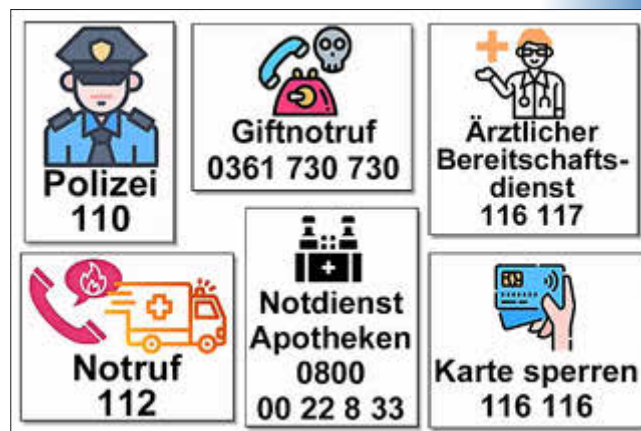 Polizei
110
Giftnotruf
0361 730 730
Ärztlicher
Bereitschafts-
dienst
116 117
Notruf
112
Notdienst
Apotheken
0800
00 22 8 33
Karte sperren
116 116